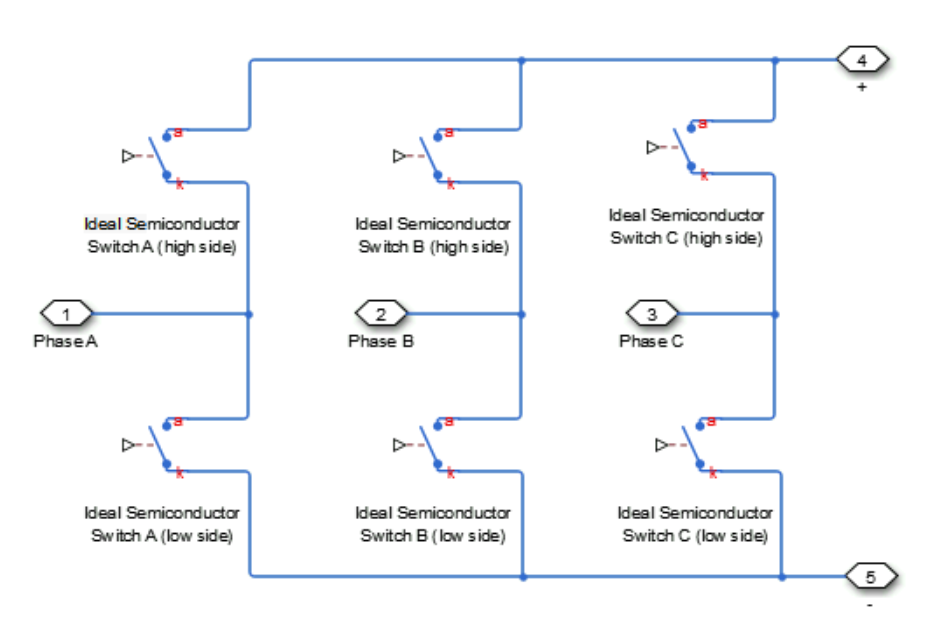 4
+
a
k
Ideal Semiconductor
Switch A (high side)
a
k
Ideal Semiconductor
Switch B (high side)
a
k
Ideal Semiconductor
Switch C (high side)
1
Phase A
2
Phase B
3
Phase C
a
k
Ideal Semiconductor
Switch A (low side)
a
k
Ideal Semiconductor
Switch B (low side)
a
k
Ideal Semiconductor
Switch C (low side)
5
-